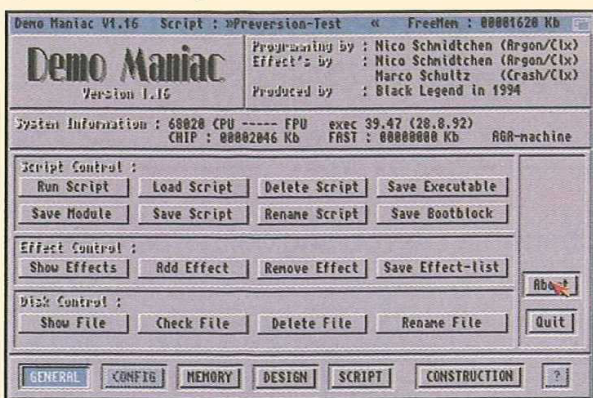 Demo Maniac V1.16 Script : »Preversion-Test « FreeMem : 00001620 Kb
Demo Maniac
Version 1.16
Programming by : Nico Schmidtchen (Argon/Clx)
Effect's by : Nico Schmidtchen (Argon/Clx)
Marco Schultz (Crash/Clx)
Produced by : Black Legend in 1994
System Information : 68020 CPU ----- FPU exec 39.47 (28.8.92)
CHIP : 00002046 Kb FAST : 00000000 Kb AGA-machine
Script Control :
Run Script Load Script Delete Script Save Executable
Save Module Save Script Rename Script Save Bootblock
Effect Control :
Show Effects Add Effect Remove Effect Save Effect-list
About
Disk Control :
Show File Check File Delete File Rename File
Quit
GENERAL CONFIG MEMORY DESIGN SCRIPT CONSTRUCTION ?